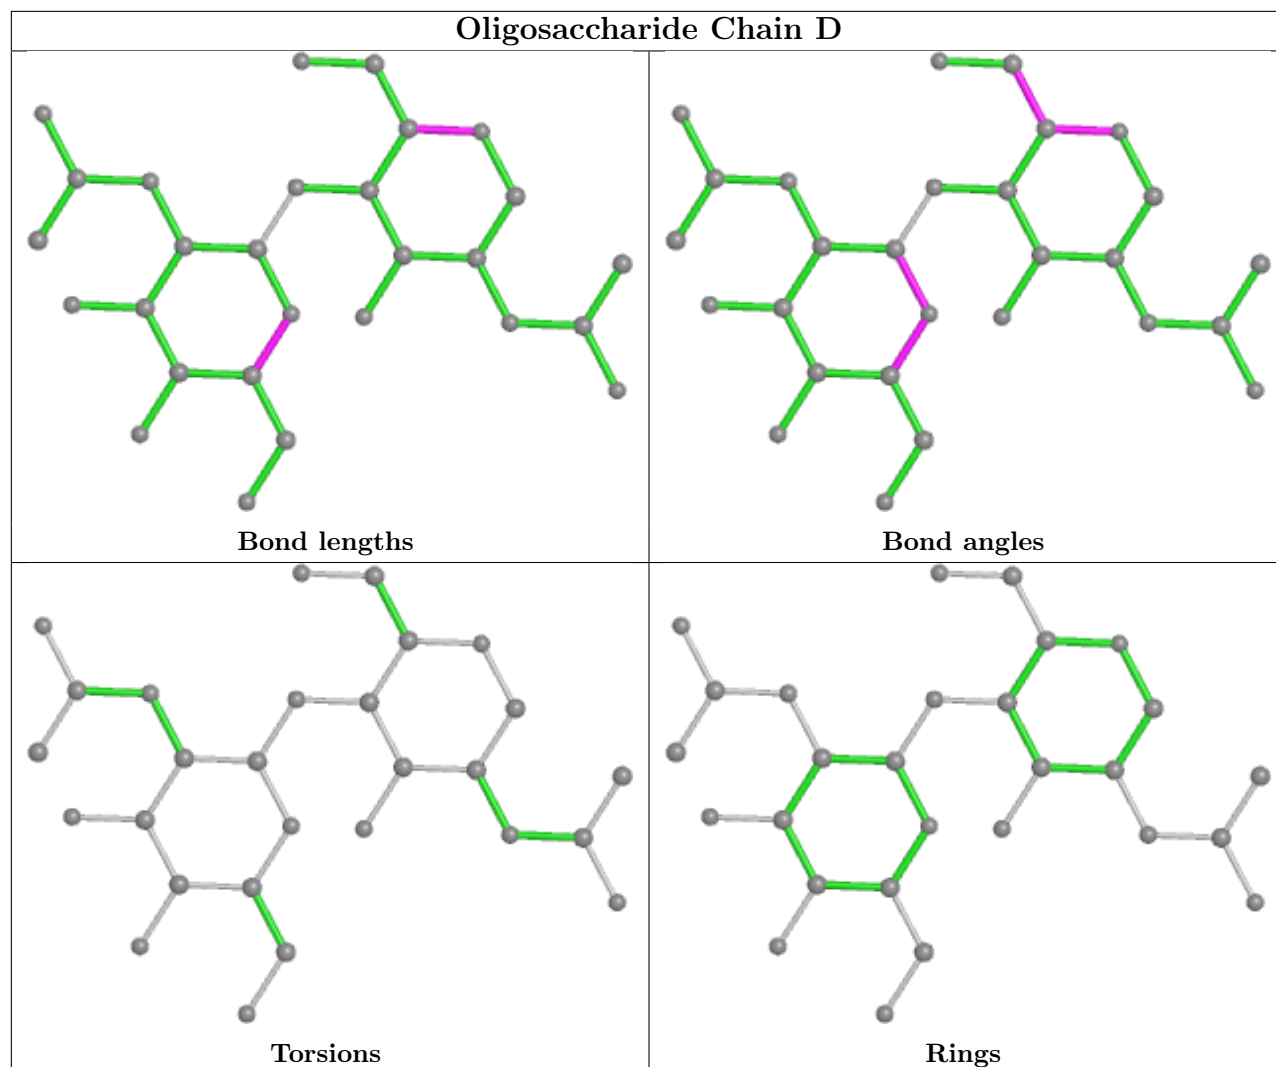 Oligosaccharide Chain D
Bond lengths
Bond angles
Torsions
Rings